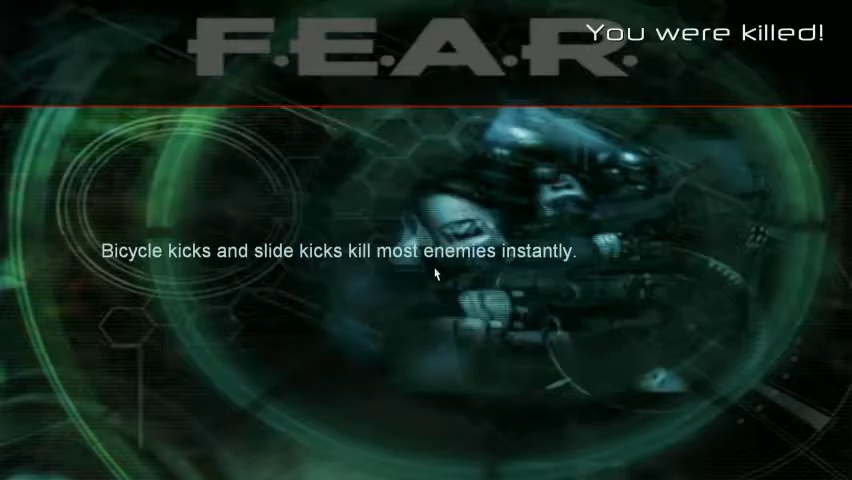 F.E.A.R.
You were killed!
Bicycle kicks and slide kicks kill most enemies instantly.